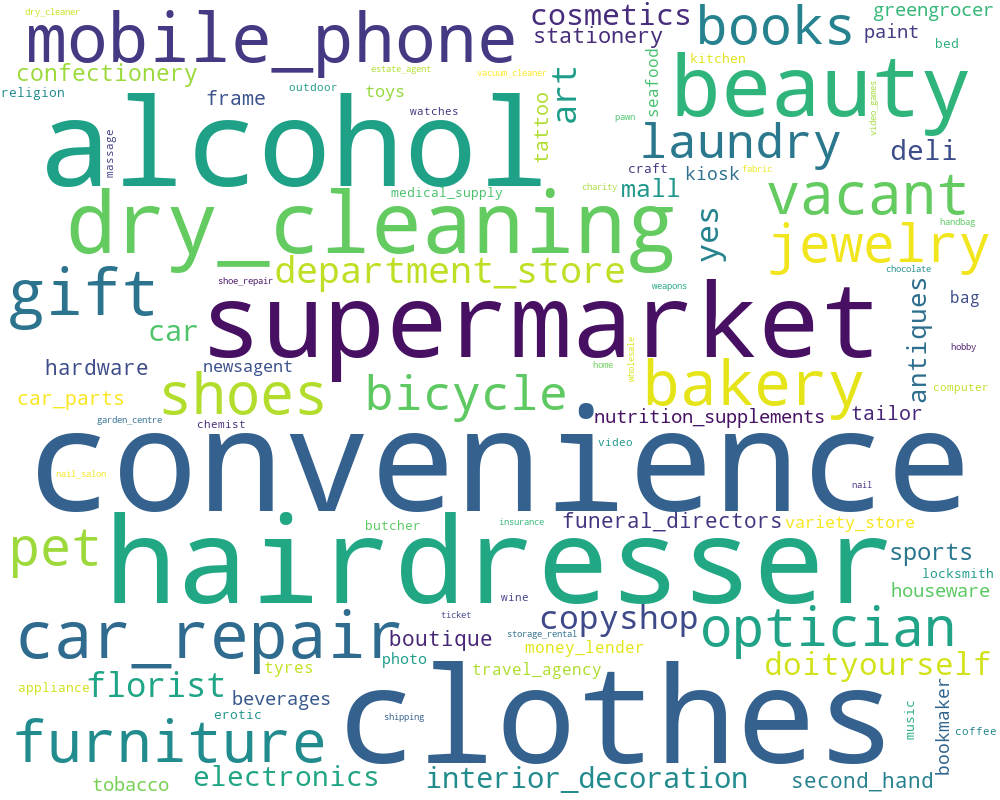 dry_cleaner
mobile_phone
cosmetics
stationery
books
greengrocer
paint
bed
confectionery
estate_agent
vacuum_cleaner
kitchen
religion
frame
outdoor
toys
watches
tattoo
art
seafood
beauty
video_games
pawn
alcohol
massage
laundry
deli
craft
kiosk
fabric
medical_supply
charity
mall
vacant
dry_cleaning
yes
jewelry
handbag
gift
shoe_repair
department_store
weapons
chocolate
supermarket
antiques
bag
car
hobby
hardware
newsagent
home
wholesale
car_parts
shoes
bicycle
bakery
computer
garden_centre
chemist
nutrition_supplements
tailor
convenience
video
nail_salon
nail
pet
butcher
insurance
funeral_directors
variety_store
hairdresser
sports
locksmith
houseware
wine
car_repair
ticket
copyshop
optician
boutique
storage_rental
money_lender
photo
tyres
travel_agency
doityourself
appliance
florist
beverages
clothes
erotic
shipping
music
bookmaker
coffee
furniture
tobacco
electronics
interior_decoration
second_hand